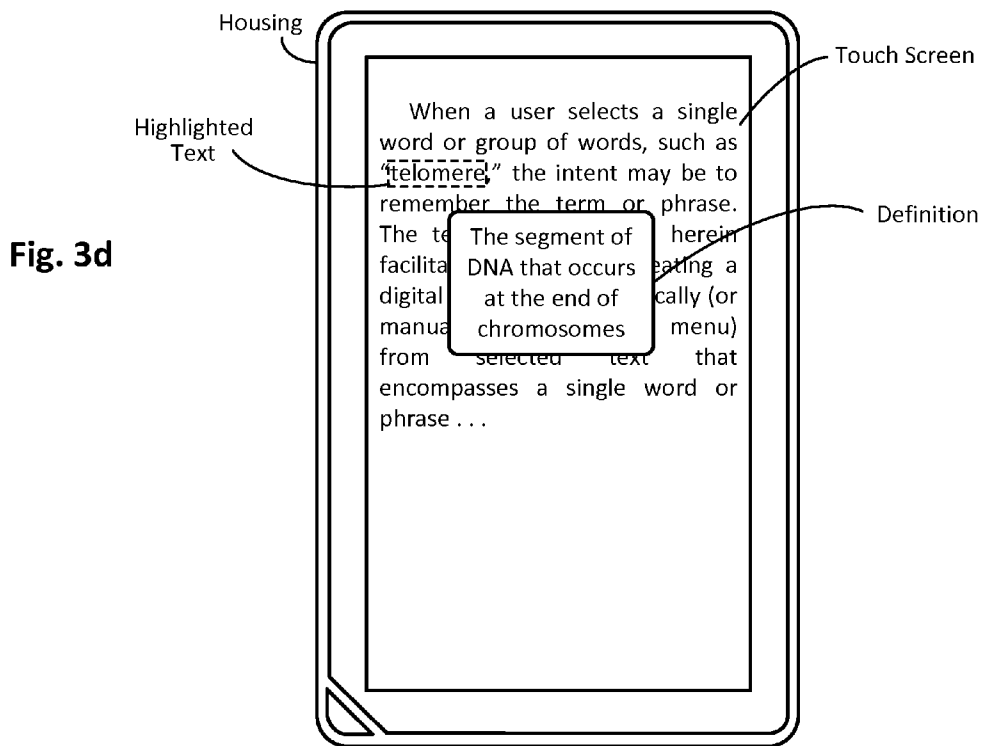 Housing
Touch Screen
Highlighted
Text
Definition
Fig. 3d
When a user selects a single
word or group of words, such as
“telomere,” the intent may be to
remember the term or phrase.
The te herein
facilita eating a
digital cally (or
manua menu)
from selected text that
encompasses a single word or
phrase . . .
The segment of
DNA that occurs
at the end of
chromosomes